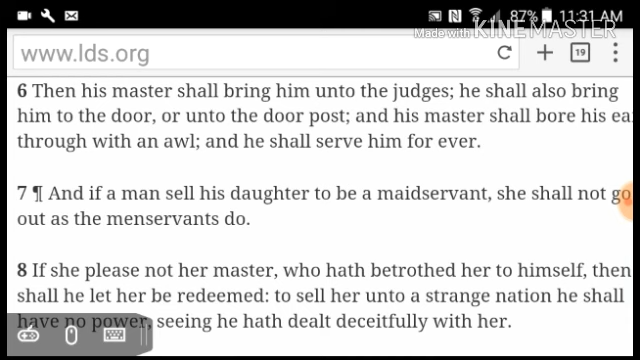 87% 11:31 AM
Made with KINEMASTER
www.lds.org
19
6 Then his master shall bring him unto the judges; he shall also bring
him to the door, or unto the door post; and his master shall bore his ear
through with an awl; and he shall serve him for ever.
7 ¶ And if a man sell his daughter to be a maidservant, she shall not go
out as the menservants do.
8 If she please not her master, who hath betrothed her to himself, then
shall he let her be redeemed: to sell her unto a strange nation he shall
have no power, seeing he hath dealt deceitfully with her.